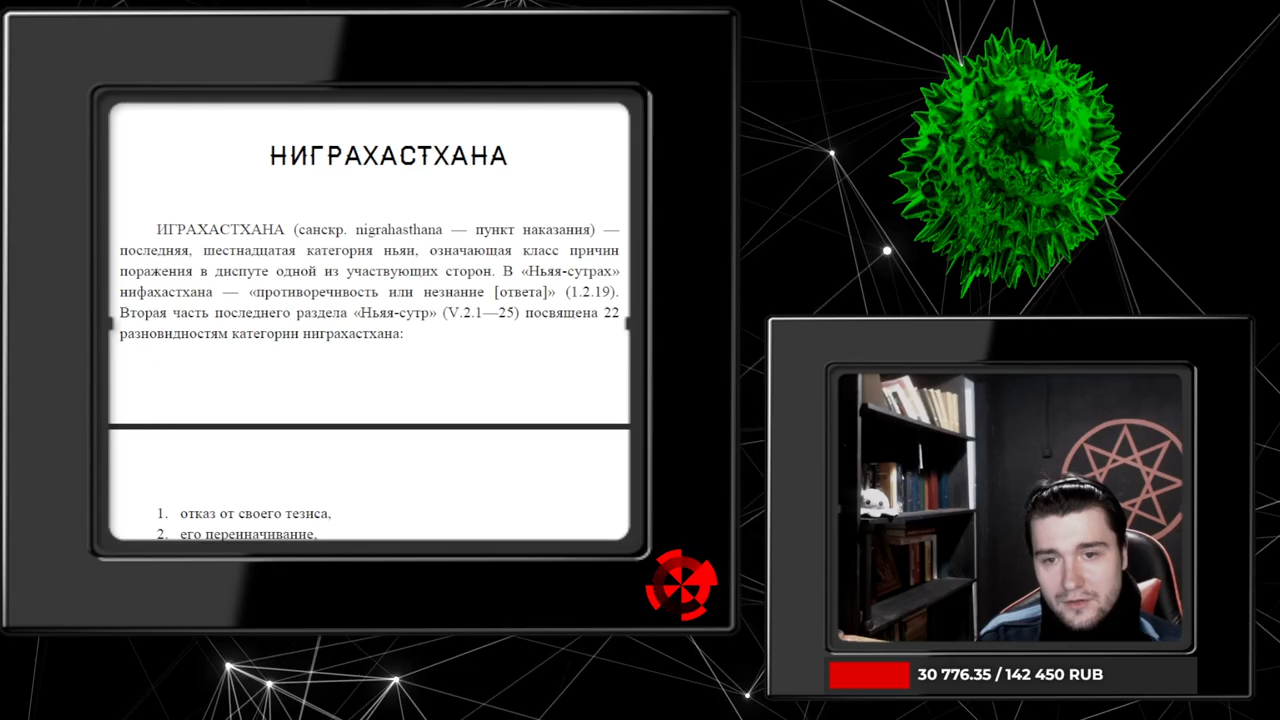 НИГРАХАСТХАНА
ИГРАХАСТХАНА (санскр. nigrahasthana — пункт наказания) —
последняя, шестнадцатая категория ньяи, означающая класс причин
поражения в диспуте одной из участвующих сторон. В «Ньяя-сутрах»
нифахастхана — «противоречивость или незнание [ответа]» (1.2.19).
Вторая часть последнего раздела «Ньяя-сутр» (V.2.1—25) посвящена 22
разновидностям категории ниграхастхана:
1. отказ от своего тезиса,
2. его переиначивание,
30 776.35 / 142 450 RUB